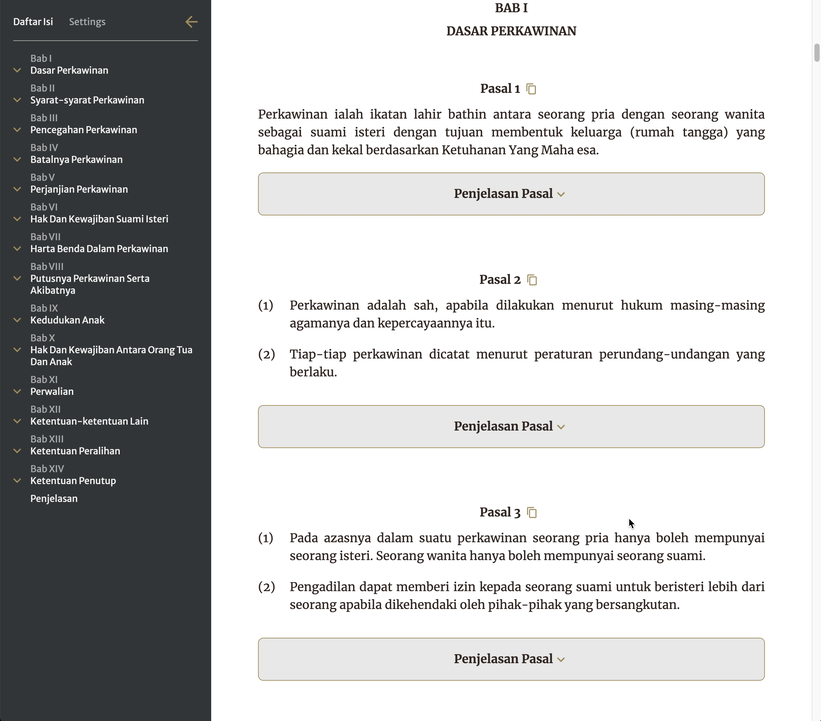 Daftar Isi Settings
Bab I
Dasar Perkawinan
Bab II
Syarat-syarat Perkawinan
Bab III
Pencegahan Perkawinan
Bab IV
Batalnya Perkawinan
Bab V
Perjanjian Perkawinan
Bab VI
Hak Dan Kewajiban Suami Isteri
Bab VII
Harta Benda Dalam Perkawinan
Bab VIII
Putusnya Perkawinan Serta
Akibatnya
Bab IX
Kedudukan Anak
Bab X
Hak Dan Kewajiban Antara Orang Tua
Dan Anak
Bab XI
Perwalian
Bab XII
Ketentuan-ketentuan Lain
Bab XIII
Ketentuan Peralihan
Bab XIV
Ketentuan Penutup
Penjelasan
BAB I
DASAR PERKAWINAN
Pasal 1
Perkawinan ialah ikatan lahir bathin antara seorang pria dengan seorang wanita
sebagai suami isteri dengan tujuan membentuk keluarga (rumah tangga) yang
bahagia dan kekal berdasarkan Ketuhanan Yang Maha esa.
Penjelasan Pasal
Pasal 2
(1) Perkawinan adalah sah, apabila dilakukan menurut hukum masing-masing
agamanya dan kepercayaannya itu.
(2) Tiap-tiap perkawinan dicatat menurut peraturan perundang-undangan yang
berlaku.
Penjelasan Pasal
Pasal 3
(1) Pada azasnya dalam suatu perkawinan seorang pria hanya boleh mempunyai
seorang isteri. Seorang wanita hanya boleh mempunyai seorang suami.
(2) Pengadilan dapat memberi izin kepada seorang suami untuk beristeri lebih dari
seorang apabila dikehendaki oleh pihak-pihak yang bersangkutan.
Penjelasan Pasal